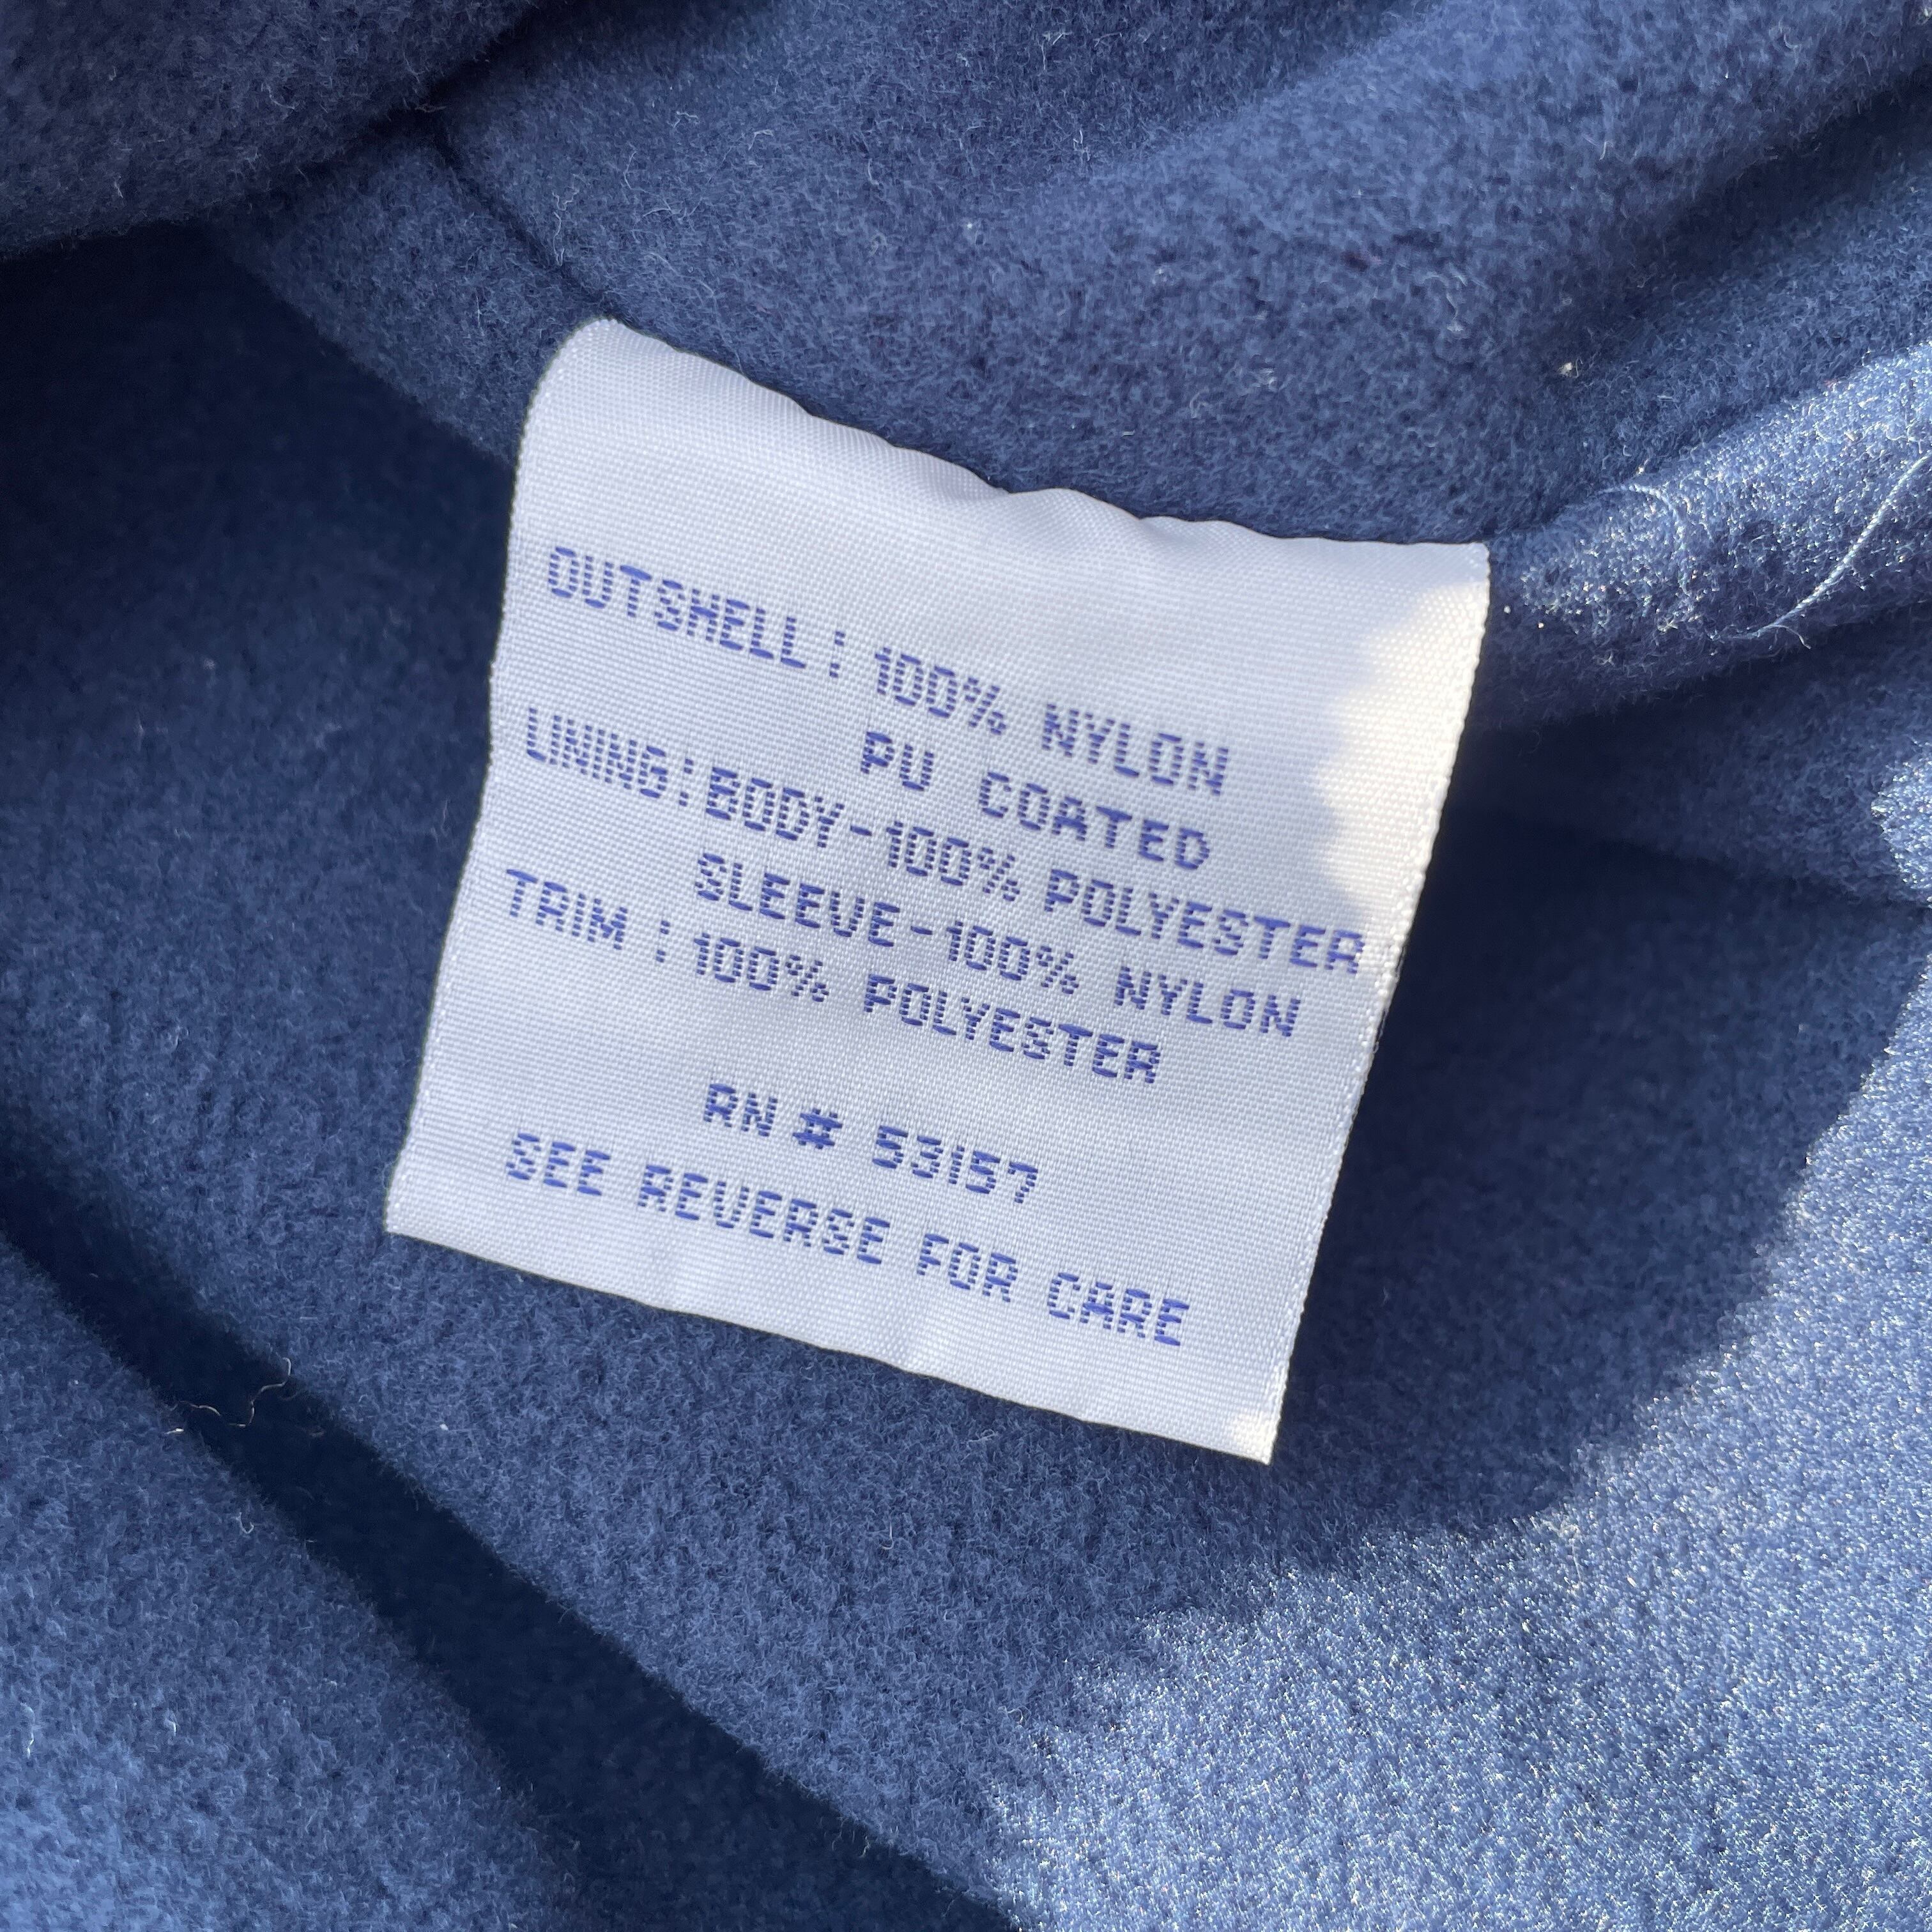 OUTSHELL: 100% NYLON
PU COATED
LINING: BODY-100% POLYESTER
SLEEVE-100% NYLON
TRIM : 100% POLYESTER
RN # 53157
SEE REVERSE FOR CARE